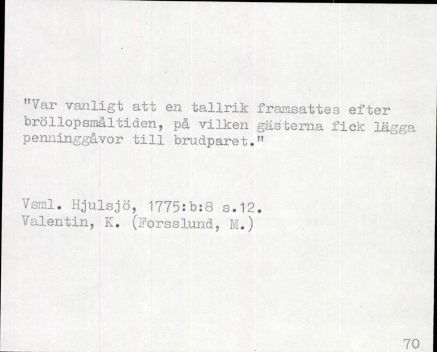 "Var vanligt att en tallrik framsattes efter
bröllopsmåltiden, på vilken gästerna fick lägga
penninggåvor till brudparet."
Vsml. Hjulsjö, 1775:b:8 s.12.
Valentin, K. (Forsslund, M.)
70